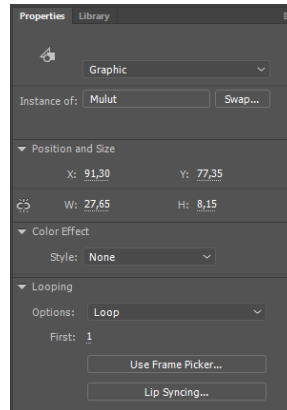 Properties Library
Graphic
Instance of: Mulut Swap...
Position and Size
X: 91,30 Y: 77,35
W: 27,65 H: 8,15
Color Effect
Style: None
Looping
Options: Loop
First: 1
Use Frame Picker...
Lip Syncing...